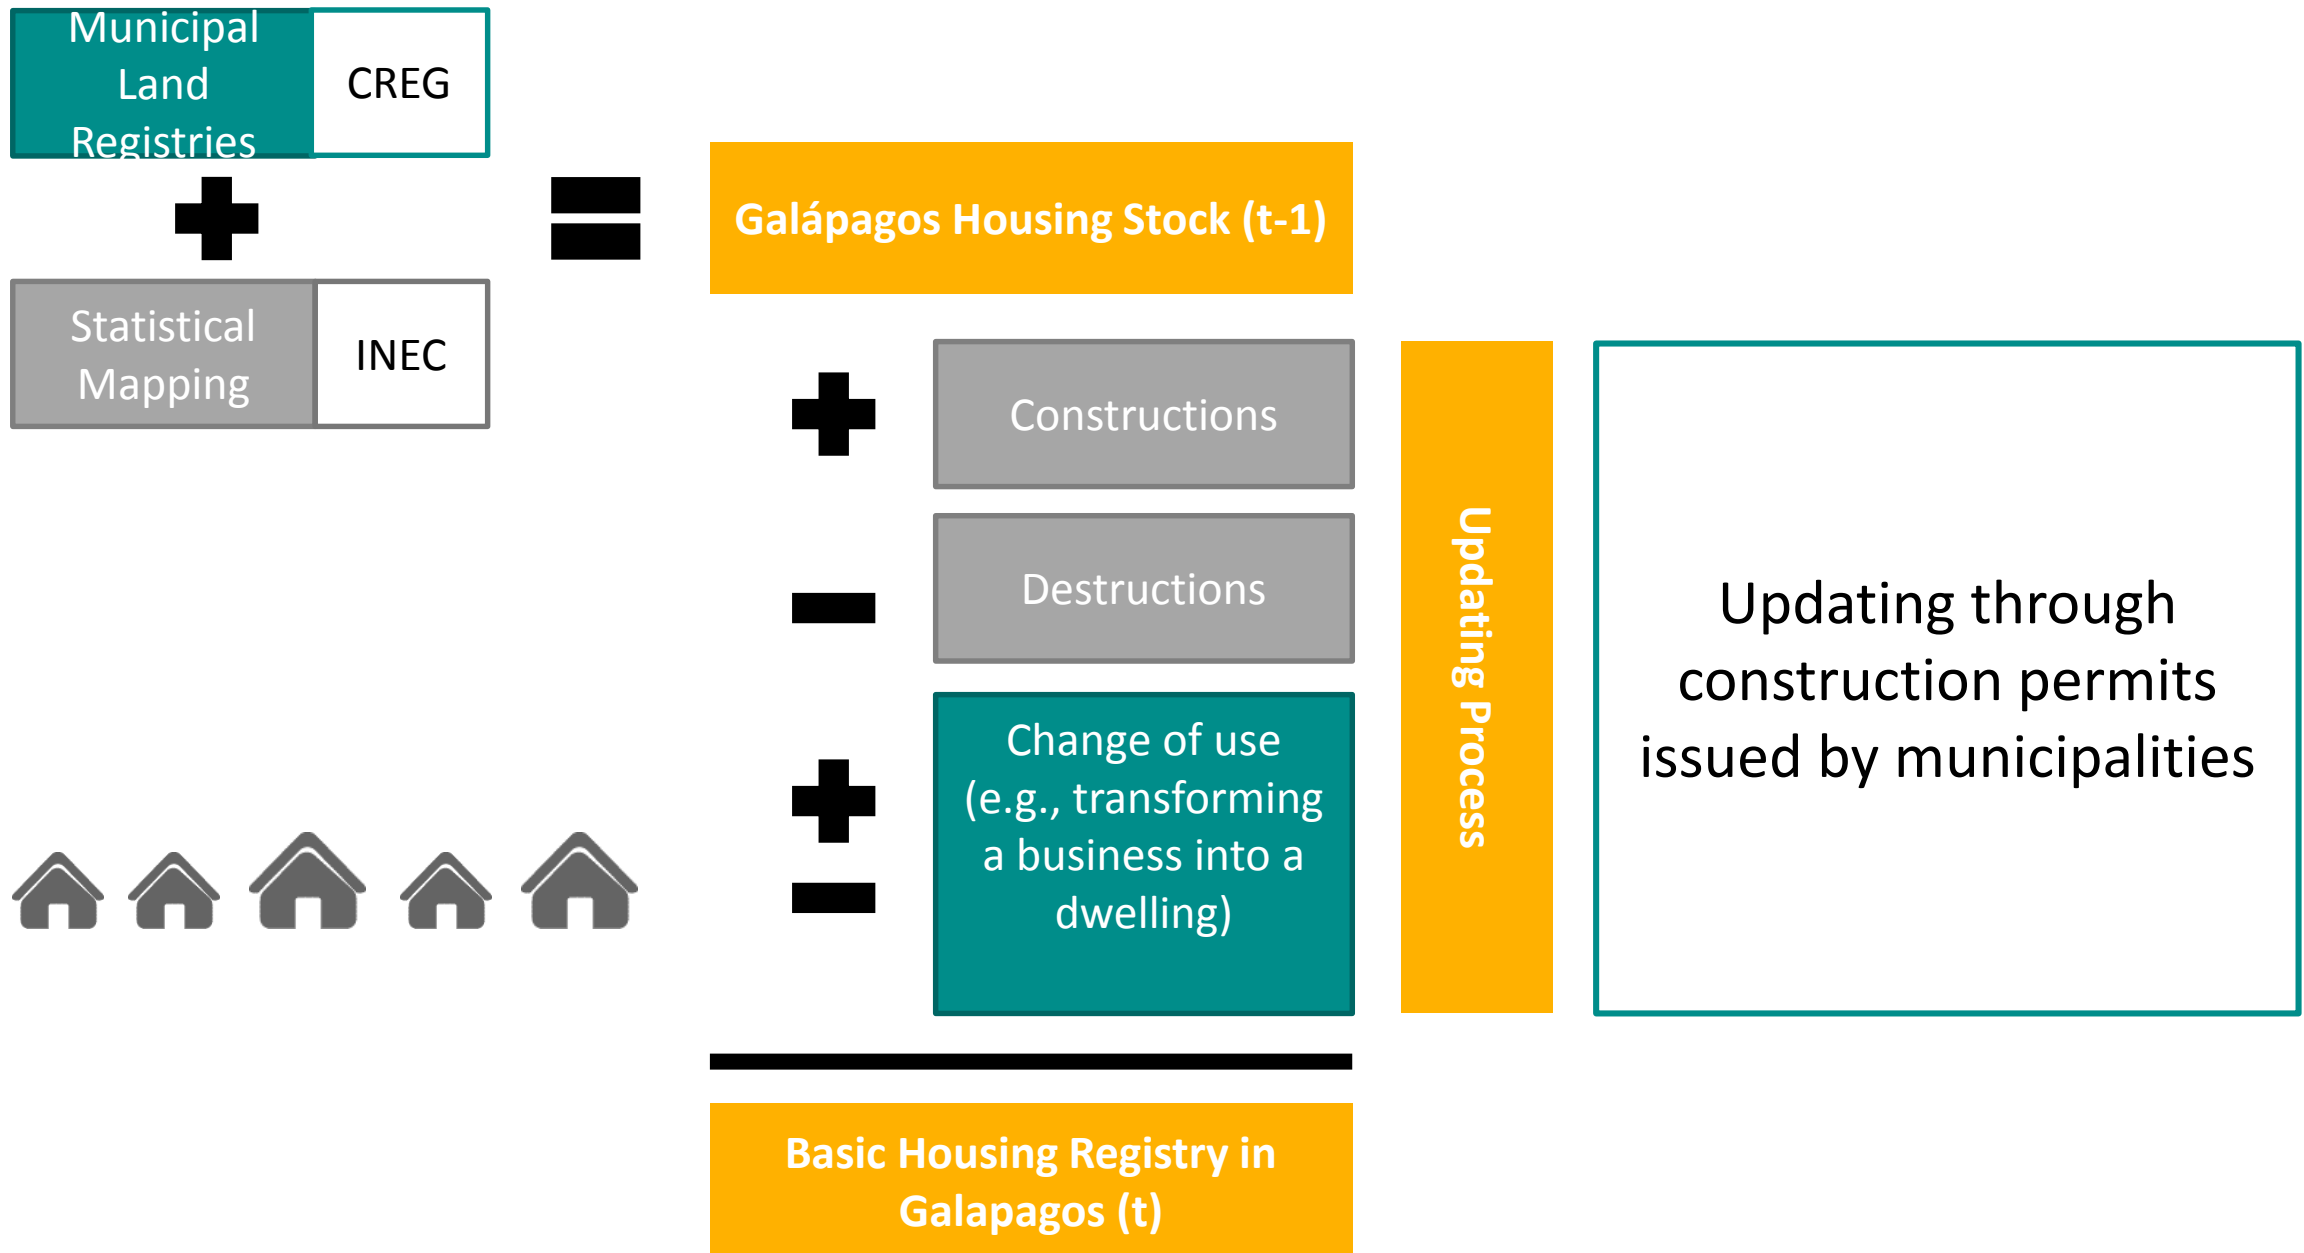 Municipal
Land
Registries
CREG
Statistical
Mapping
INEC
Galápagos Housing Stock (t-1)
Constructions
Destructions
Change of use
(e.g., transforming
a business into a
dwelling)
Updating Process
Updating through
construction permits
issued by municipalities
Basic Housing Registry in
Galapagos (t)